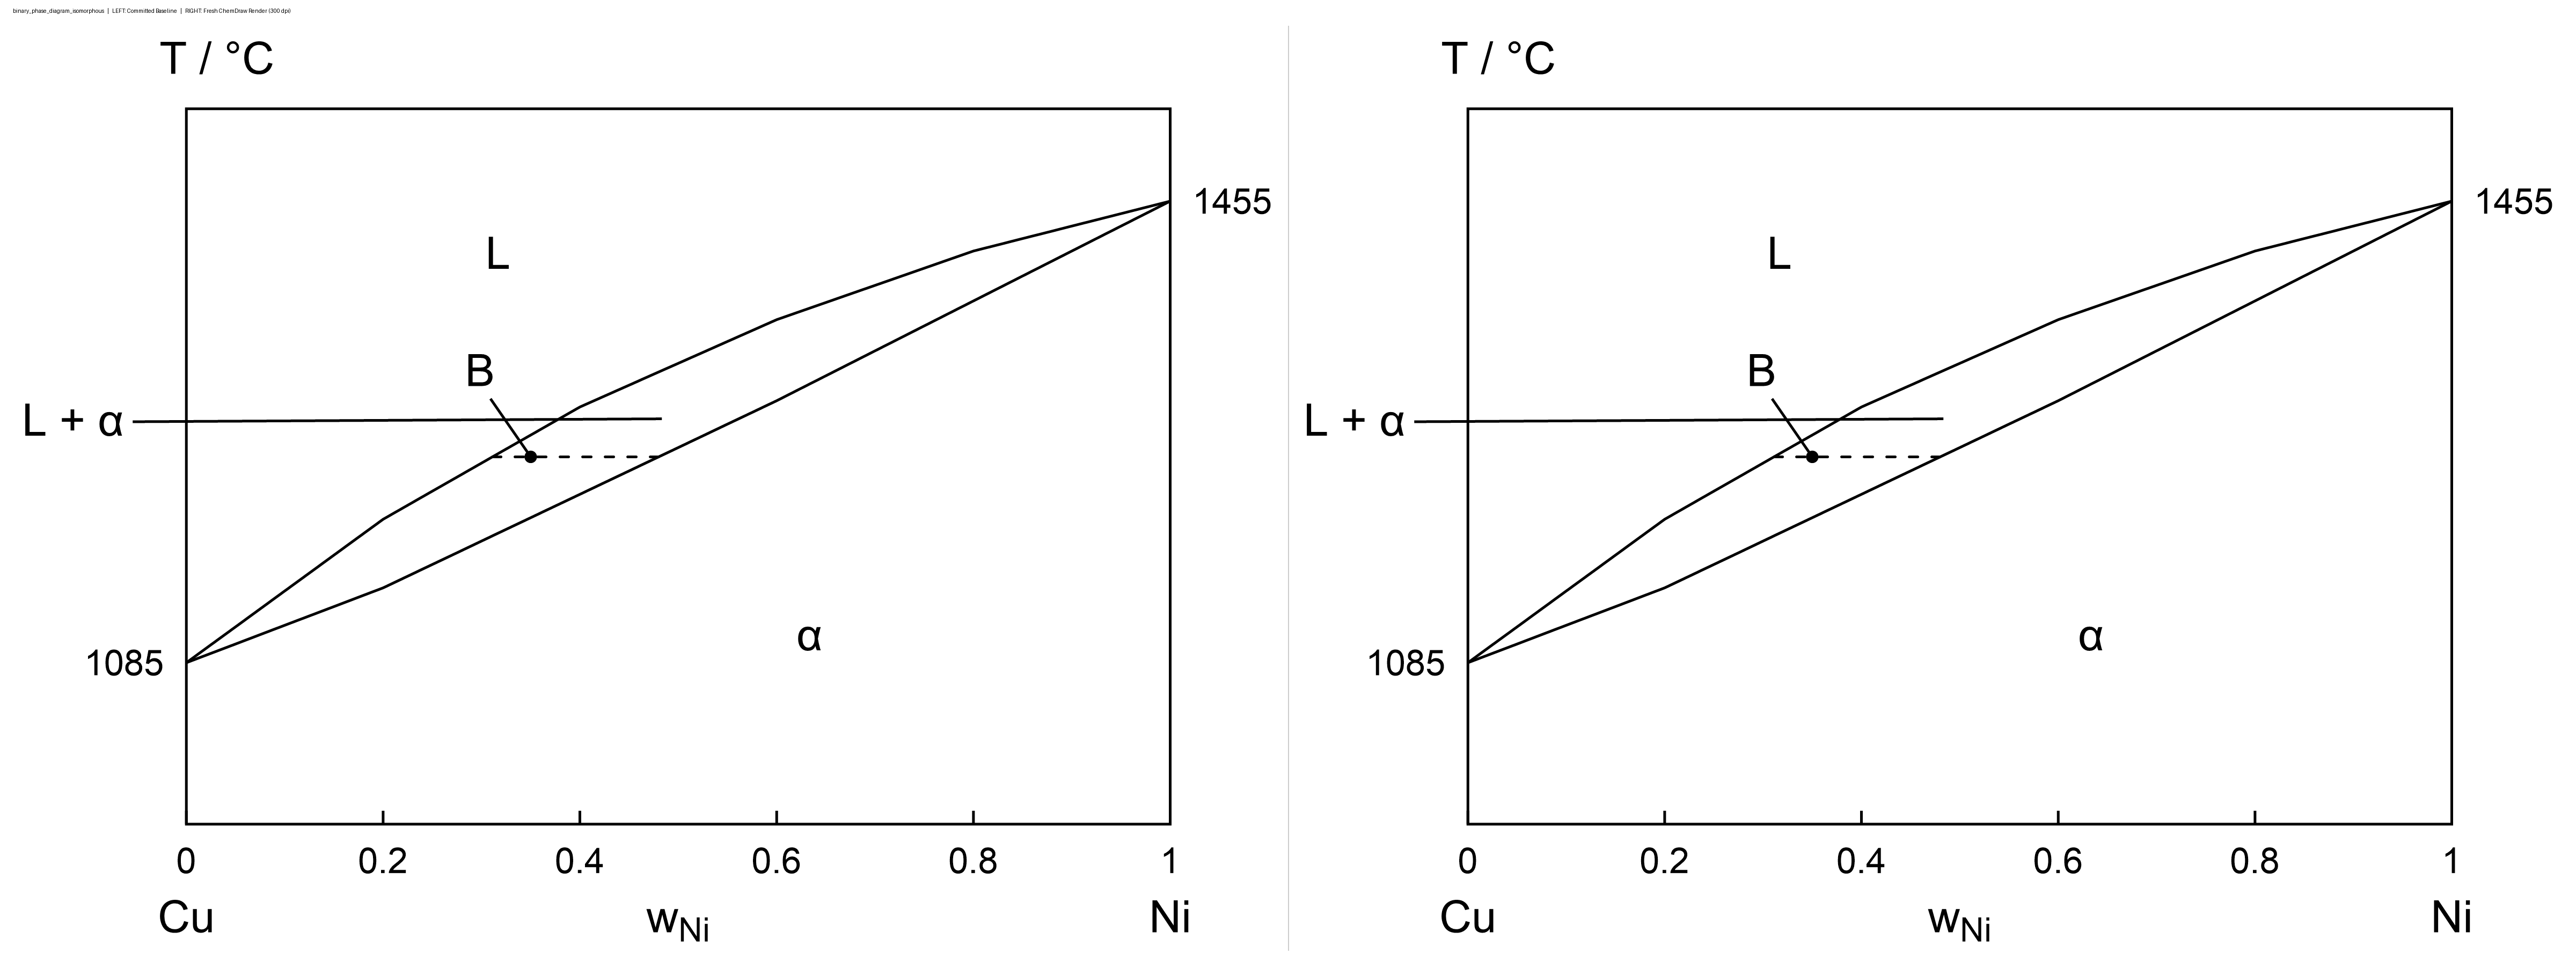 binary_phase_diagram_isomorphous | LEFT: Committed Baseline | RIGHT: Fresh ChemDraw Render (300 dpi)
T / °C
1455
L
B
L + α
α
1085
0 0.2 0.4 0.6 0.8 1
Cu wNi Ni
T / °C
1455
L
B
L + α
α
1085
0 0.2 0.4 0.6 0.8 1
Cu wNi Ni